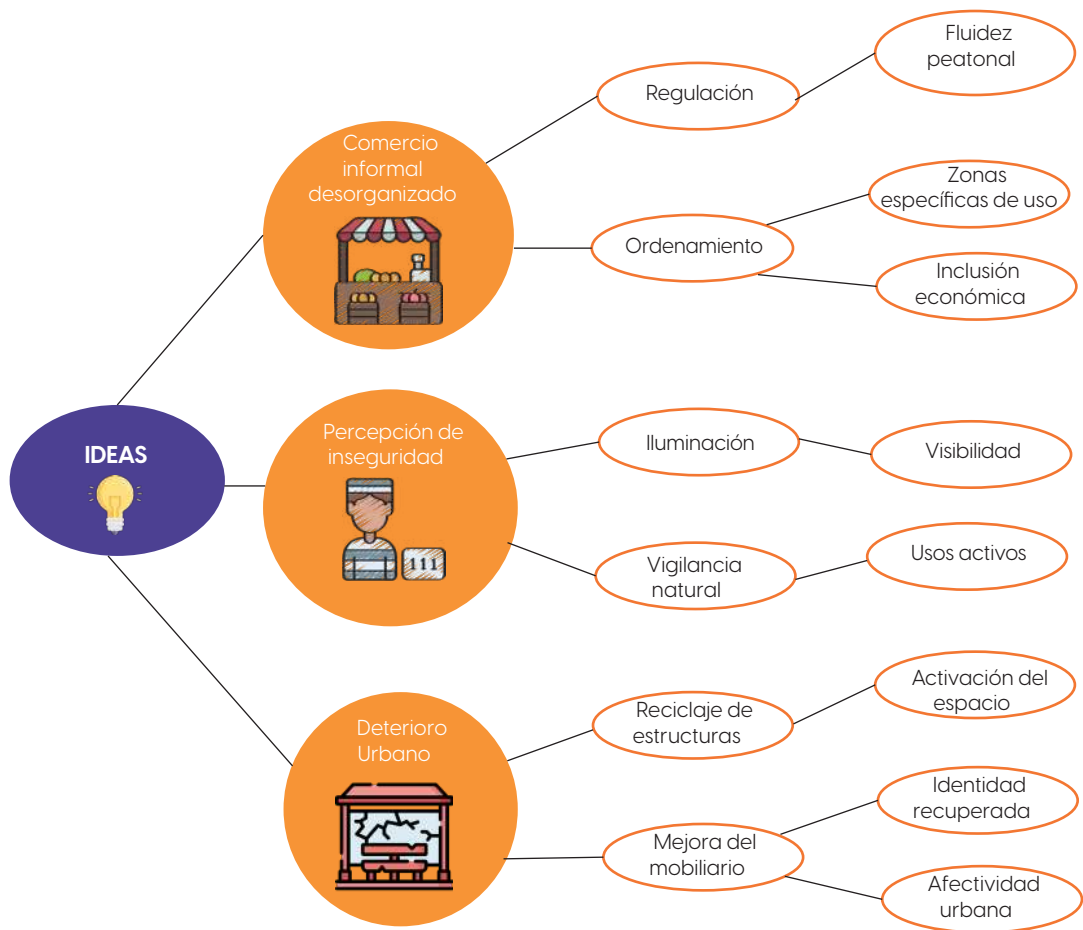 IDEAS
Comercio
informal
desorganizado
Regulación
Fluidez
peatonal
Ordenamiento
Zonas
específicas de uso
Inclusión
económica
Percepción de
inseguridad
111
Iluminación
Visibilidad
Vigilancia
natural
Usos activos
Deterioro
Urbano
Reciclaje de
estructuras
Activación del
espacio
Mejora del
mobiliario
Identidad
recuperada
Afectividad
urbana